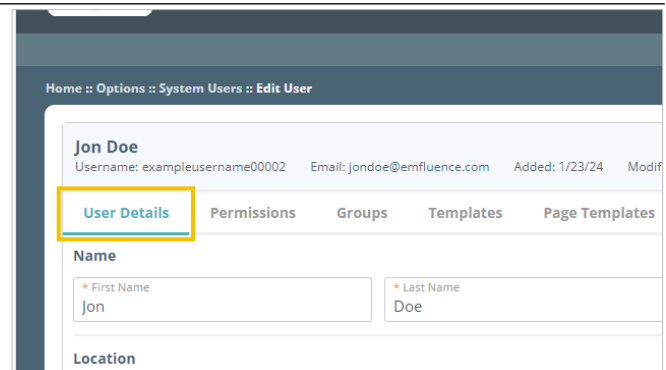 Home :: Options :: System Users :: Edit User
Jon Doe
Username: exampleusername00002 Email: jondoe@emfluence.com Added: 1/23/24
User Details Permissions Groups Templates Page Templates
Name
* First Name * Last Name
Jon Doe
Location